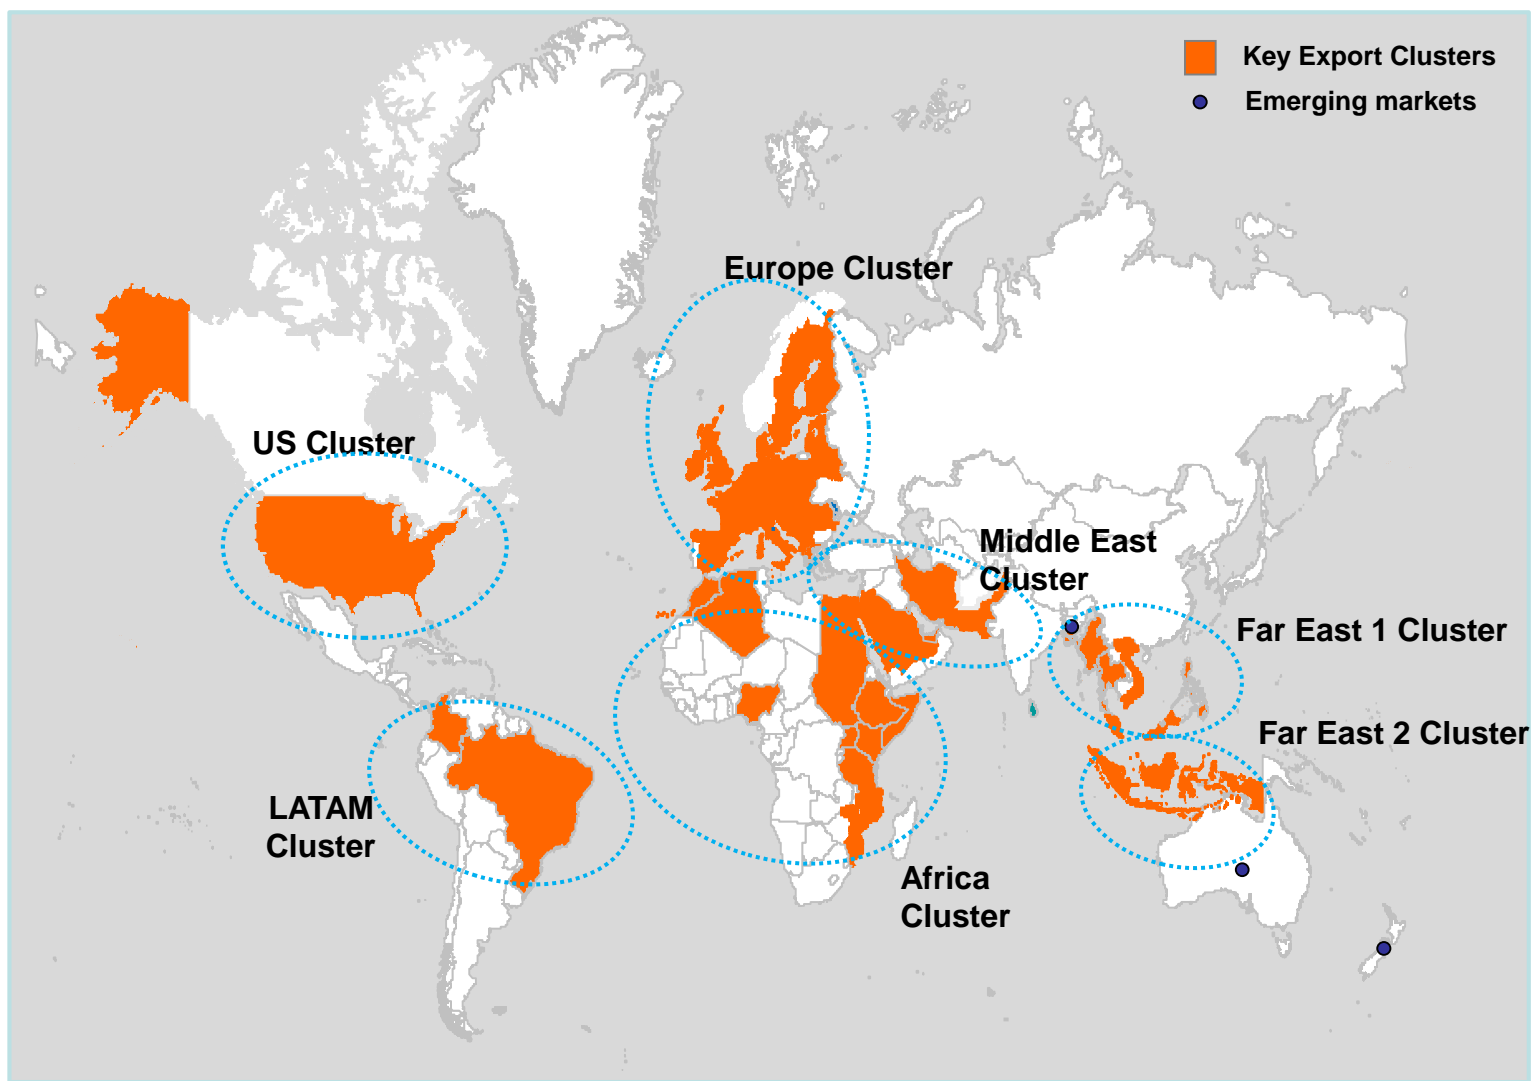 Key Export Clusters
Emerging markets
Europe Cluster
US Cluster
Middle East
Cluster
Far East 1 Cluster
Far East 2 Cluster
LATAM
Cluster
Africa
Cluster